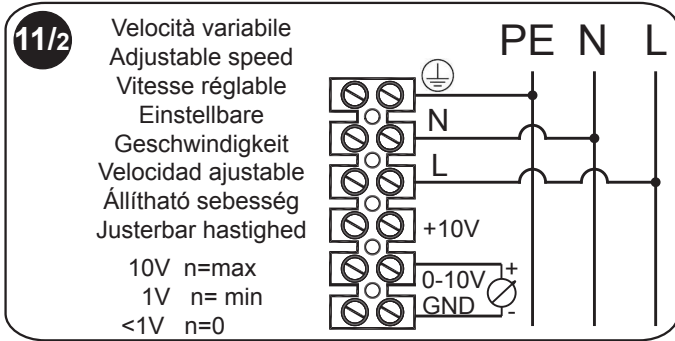 11/2
Velocità variabile
Adjustable speed
Vitesse réglable
Einstellbare
Geschwindigkeit
Velocidad ajustable
Állítható sebesség
Justerbar hastighed
10V n=max
1V n= min
<1V n=0
PE N L
N
L
+10V
0-10V +
GND -